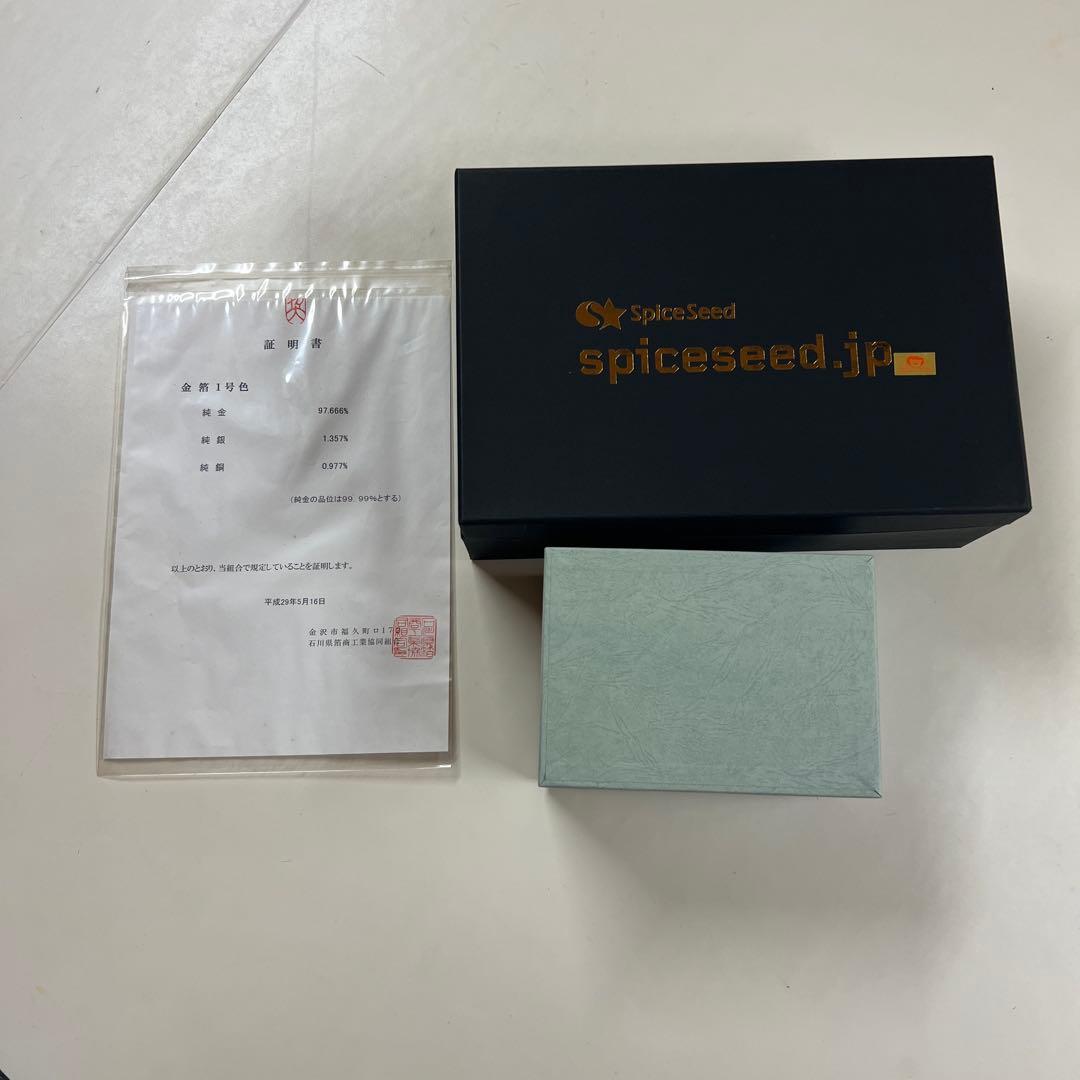 証明書
金箔1号色
純金 97.666%
純銀 1.357%
純銅 0.977%
(純金の品位は99.99%とする)
以上のとおり、当組合で規定していることを証明します。
平成29年5月16日
金沢市福久町ロ17
石川県箔商工業協同組
SpiceSeed
spiceseed.jp